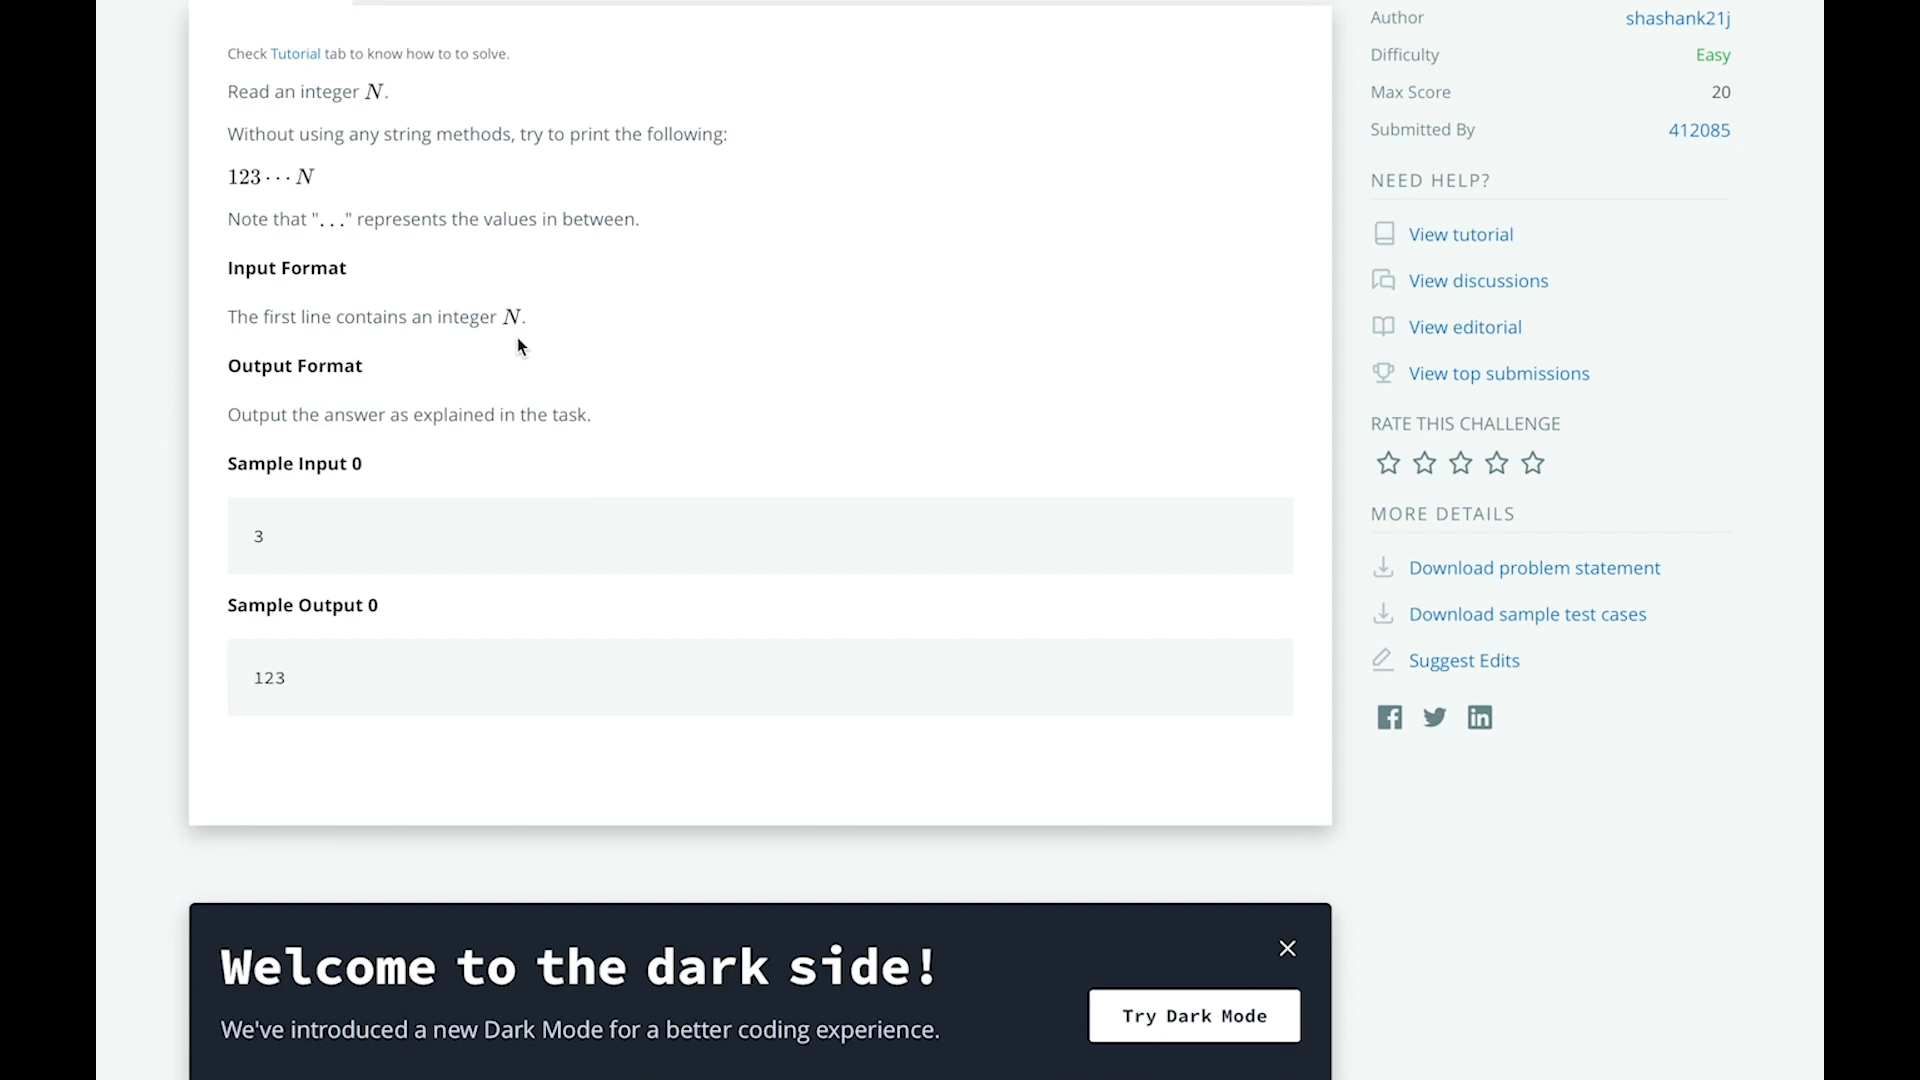 Check Tutorial tab to know how to to solve.
Read an integer N.
Without using any string methods, try to print the following:
123 · · · N
Note that "..." represents the values in between.
Input Format
The first line contains an integer N.
Output Format
Output the answer as explained in the task.
Sample Input 0
3
Sample Output 0
123
Author shashank21j
Difficulty Easy
Max Score 20
Submitted By 412085
NEED HELP?
View tutorial
View discussions
View editorial
View top submissions
RATE THIS CHALLENGE
MORE DETAILS
Download problem statement
Download sample test cases
Suggest Edits
Welcome to the dark side!
We've introduced a new Dark Mode for a better coding experience.
Try Dark Mode